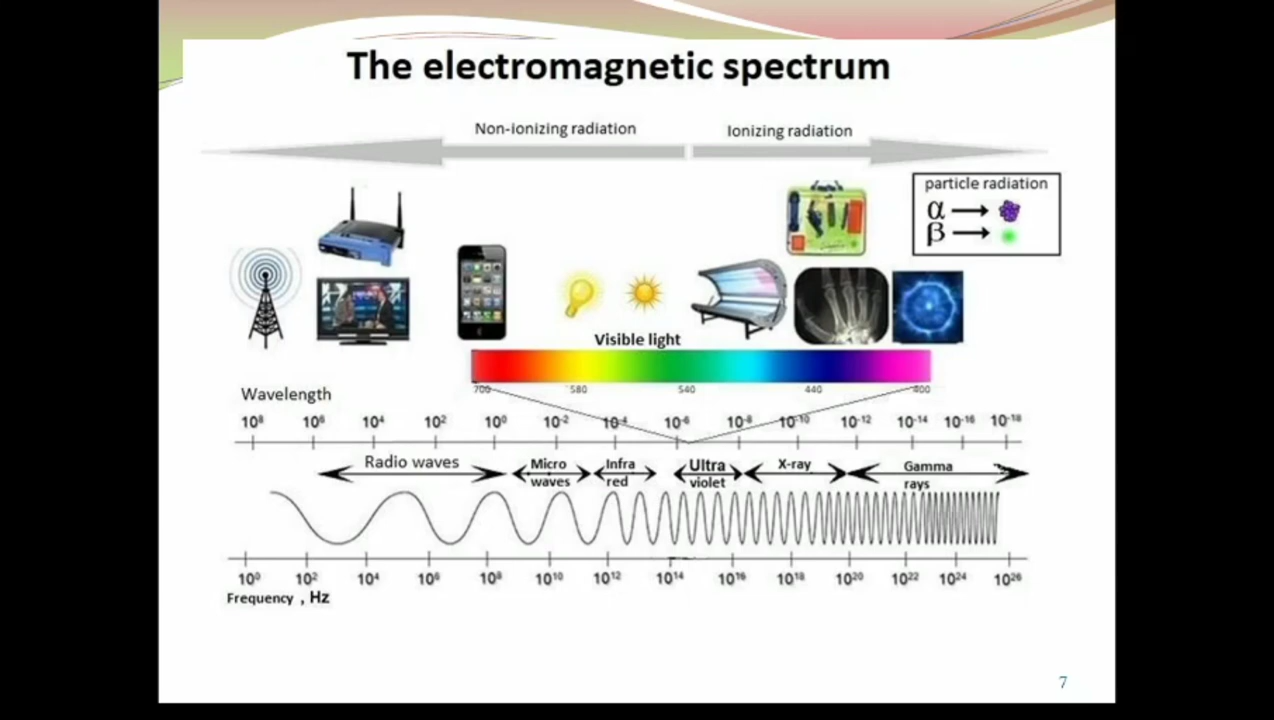 The electromagnetic spectrum
Non-ionizing radiation
Ionizing radiation
particle radiation
α
β
Visible light
700 580 540 440 400
Wavelength
10⁸ 10⁶ 10⁴ 10² 10⁰ 10⁻² 10⁻⁴ 10⁻⁶ 10⁻⁸ 10⁻¹⁰ 10⁻¹² 10⁻¹⁴ 10⁻¹⁶ 10⁻¹⁸
Radio waves
Micro
waves
Infra
red
Ultra
violet
X-ray
Gamma
rays
10⁰ 10² 10⁴ 10⁶ 10⁸ 10¹⁰ 10¹² 10¹⁴ 10¹⁶ 10¹⁸ 10²⁰ 10²² 10²⁴ 10²⁶
Frequency , Hz
7